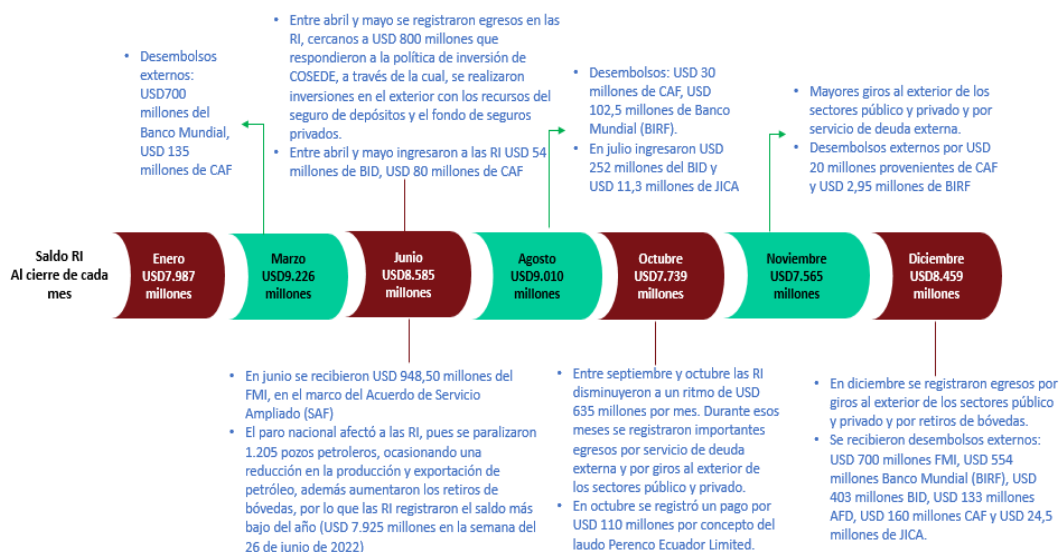 • Desembolsos
externos:
USD700
millones del
Banco Mundial,
USD 135
millones de CAF
• Entre abril y mayo se registraron egresos en las
RI, cercanos a USD 800 millones que
respondieron a la política de inversión de
COSEDE, a través de la cual, se realizaron
inversiones en el exterior con los recursos del
seguro de depósitos y el fondo de seguros
privados.
• Entre abril y mayo ingresaron a las RI USD 54
millones de BID, USD 80 millones de CAF
• Desembolsos: USD 30
millones de CAF, USD
102,5 millones de Banco
Mundial (BIRF).
• En julio ingresaron USD
252 millones del BID y
USD 11,3 millones de JICA
• Mayores giros al exterior de los
sectores público y privado y por
servicio de deuda externa.
• Desembolsos externos por USD
20 millones provenientes de CAF
y USD 2,95 millones de BIRF
Saldo RI
Al cierre de cada
mes
Enero
USD7.987
millones
Marzo
USD9.226
millones
Junio
USD8.585
millones
Agosto
USD9.010
millones
Octubre
USD7.739
millones
Noviembre
USD7.565
millones
Diciembre
USD8.459
millones
• En junio se recibieron USD 948,50 millones del
FMI, en el marco del Acuerdo de Servicio
Ampliado (SAF)
• El paro nacional afectó a las RI, pues se paralizaron
1.205 pozos petroleros, ocasionando una
reducción en la producción y exportación de
petróleo, además aumentaron los retiros de
bóvedas, por lo que las RI registraron el saldo más
bajo del año (USD 7.925 millones en la semana del
26 de junio de 2022)
• Entre septiembre y octubre las RI
disminuyeron a un ritmo de USD
635 millones por mes. Durante esos
meses se registraron importantes
egresos por servicio de deuda
externa y por giros al exterior de
los sectores público y privado.
• En octubre se registró un pago por
USD 110 millones por concepto del
laudo Perenco Ecuador Limited.
• En diciembre se registraron egresos por
giros al exterior de los sectores público
y privado y por retiros de bóvedas.
• Se recibieron desembolsos externos:
USD 700 millones FMI, USD 554
millones Banco Mundial (BIRF), USD
403 millones BID, USD 133 millones
AFD, USD 160 millones CAF y USD 24,5
millones de JICA.